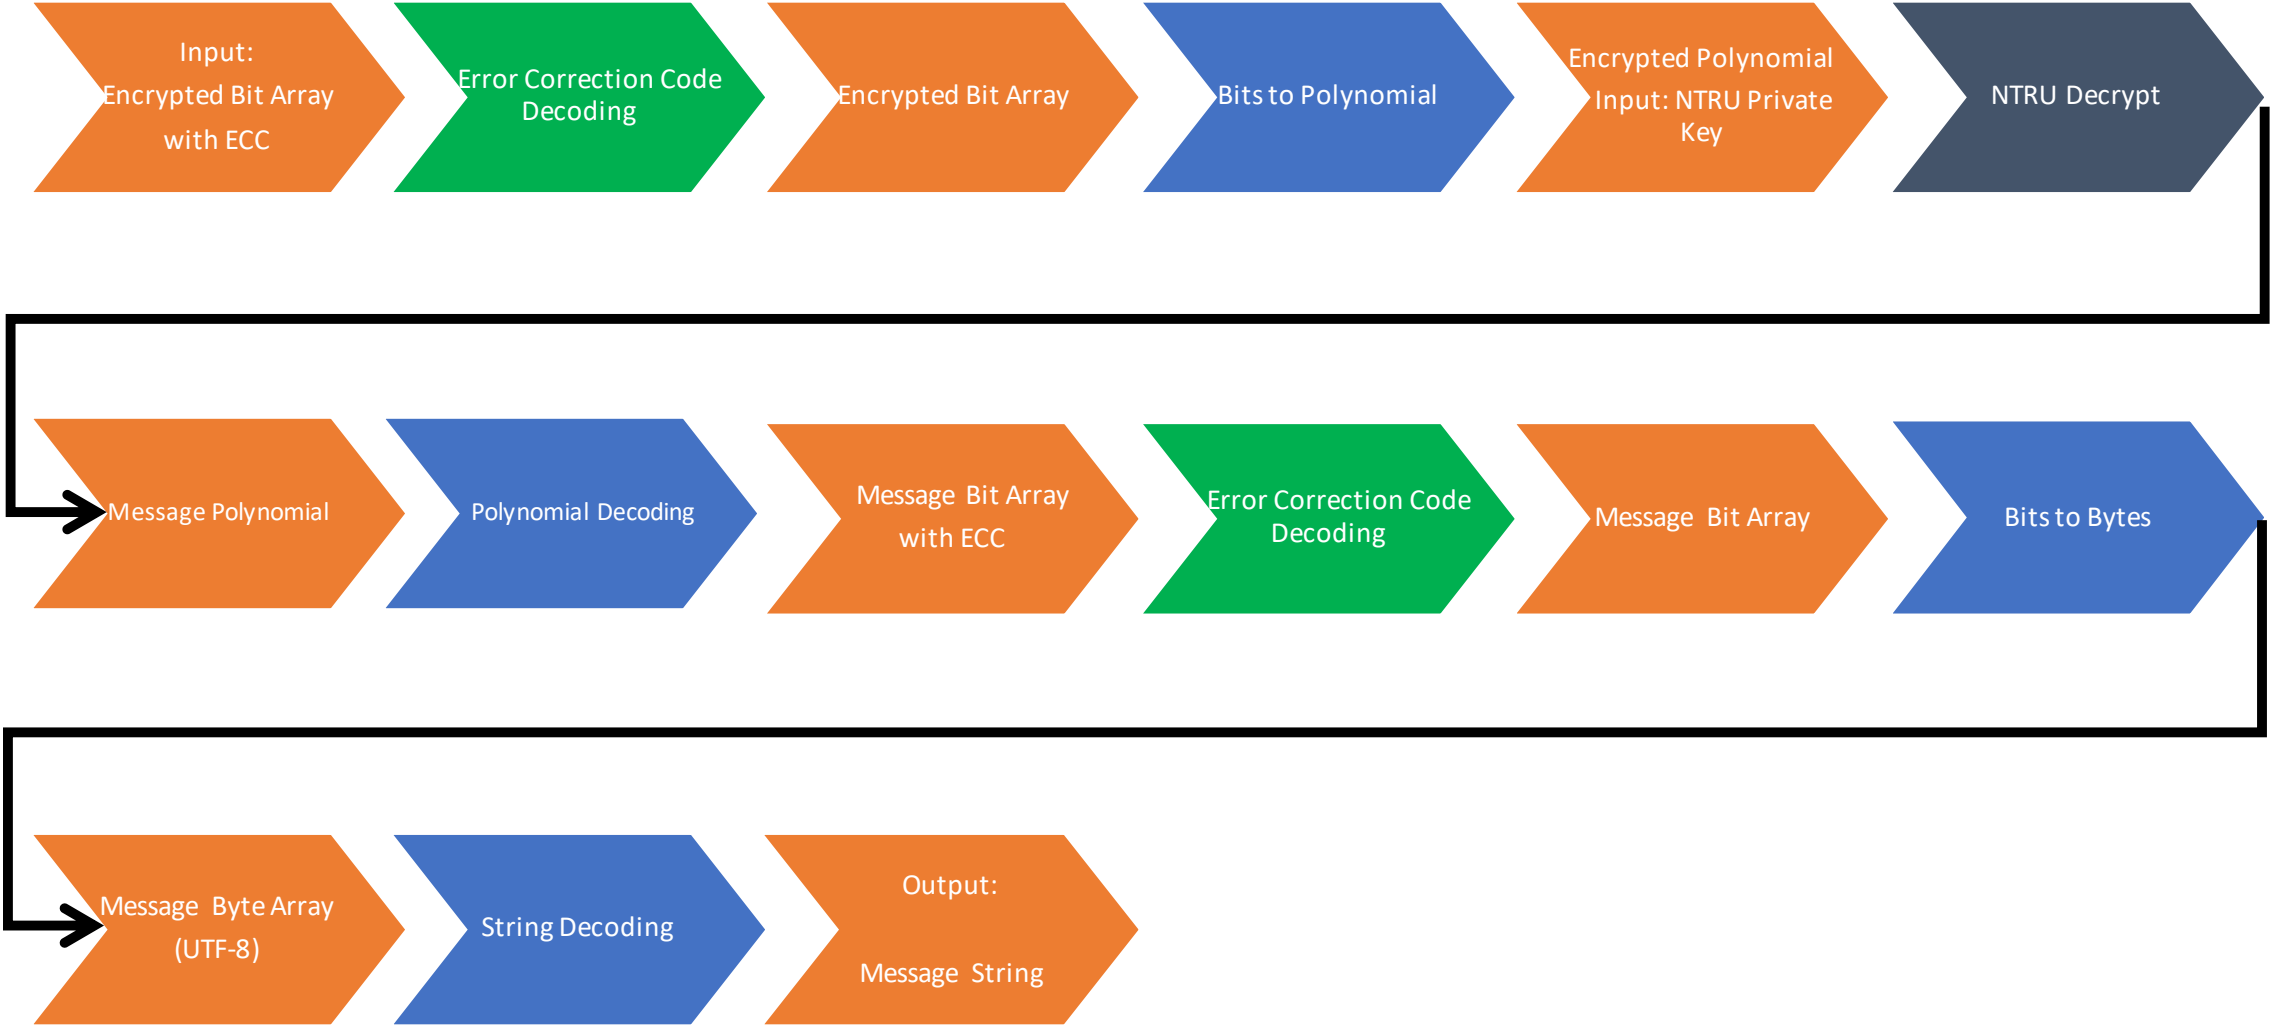 Input:
Encrypted Bit Array
with ECC
Error Correction Code
Decoding
Encrypted Bit Array
Bits to Polynomial
Encrypted Polynomial
Input: NTRU Private
Key
NTRU Decrypt
Message Polynomial
Polynomial Decoding
Message Bit Array
with ECC
Error Correction Code
Decoding
Message Bit Array
Bits to Bytes
Message Byte Array
(UTF-8)
String Decoding
Output:
Message String